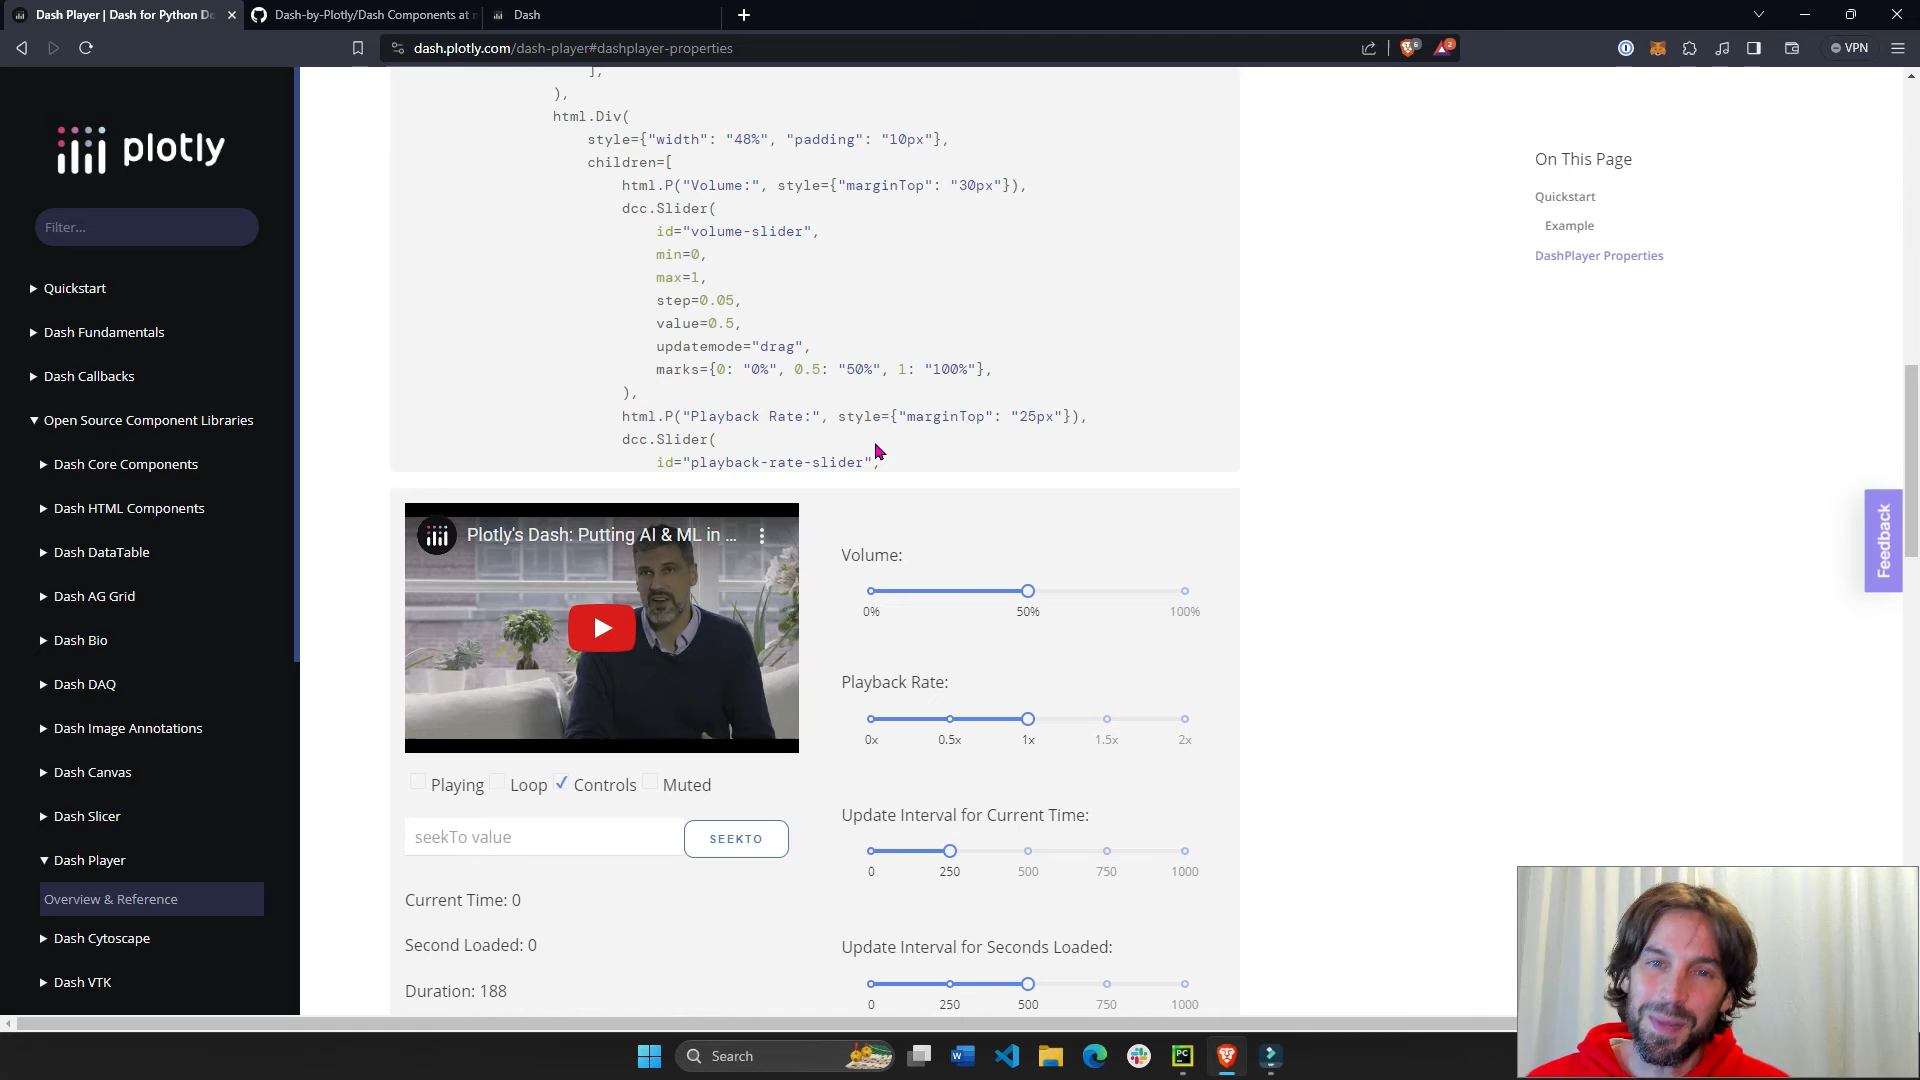 Dash Player | Dash for Python Do
Dash-by-Plotly/Dash Components at m
Dash
dash.plotly.com/dash-player#dashplayer-properties
6
2
VPN
plotly
Filter...
Quickstart
Dash Fundamentals
Dash Callbacks
Open Source Component Libraries
Dash Core Components
Dash HTML Components
Dash DataTable
Dash AG Grid
Dash Bio
Dash DAQ
Dash Image Annotations
Dash Canvas
Dash Slicer
Dash Player
Overview & Reference
Dash Cytoscape
Dash VTK
],
),
html.Div(
style={"width": "48%", "padding": "10px"},
children=[
html.P("Volume:", style={"marginTop": "30px"}),
dcc.Slider(
id="volume-slider",
min=0,
max=1,
step=0.05,
value=0.5,
updatemode="drag",
marks={0: "0%", 0.5: "50%", 1: "100%"},
),
html.P("Playback Rate:", style={"marginTop": "25px"}),
dcc.Slider(
id="playback-rate-slider",
Plotly's Dash: Putting AI & ML in ...
Playing Loop Controls Muted
seekTo value
SEEKTO
Current Time: 0
Second Loaded: 0
Duration: 188
Volume:
0% 50% 100%
Playback Rate:
0x 0.5x 1x 1.5x 2x
Update Interval for Current Time:
0 250 500 750 1000
Update Interval for Seconds Loaded:
0 250 500 750 1000
On This Page
Quickstart
Example
DashPlayer Properties
Feedback
Search
PC